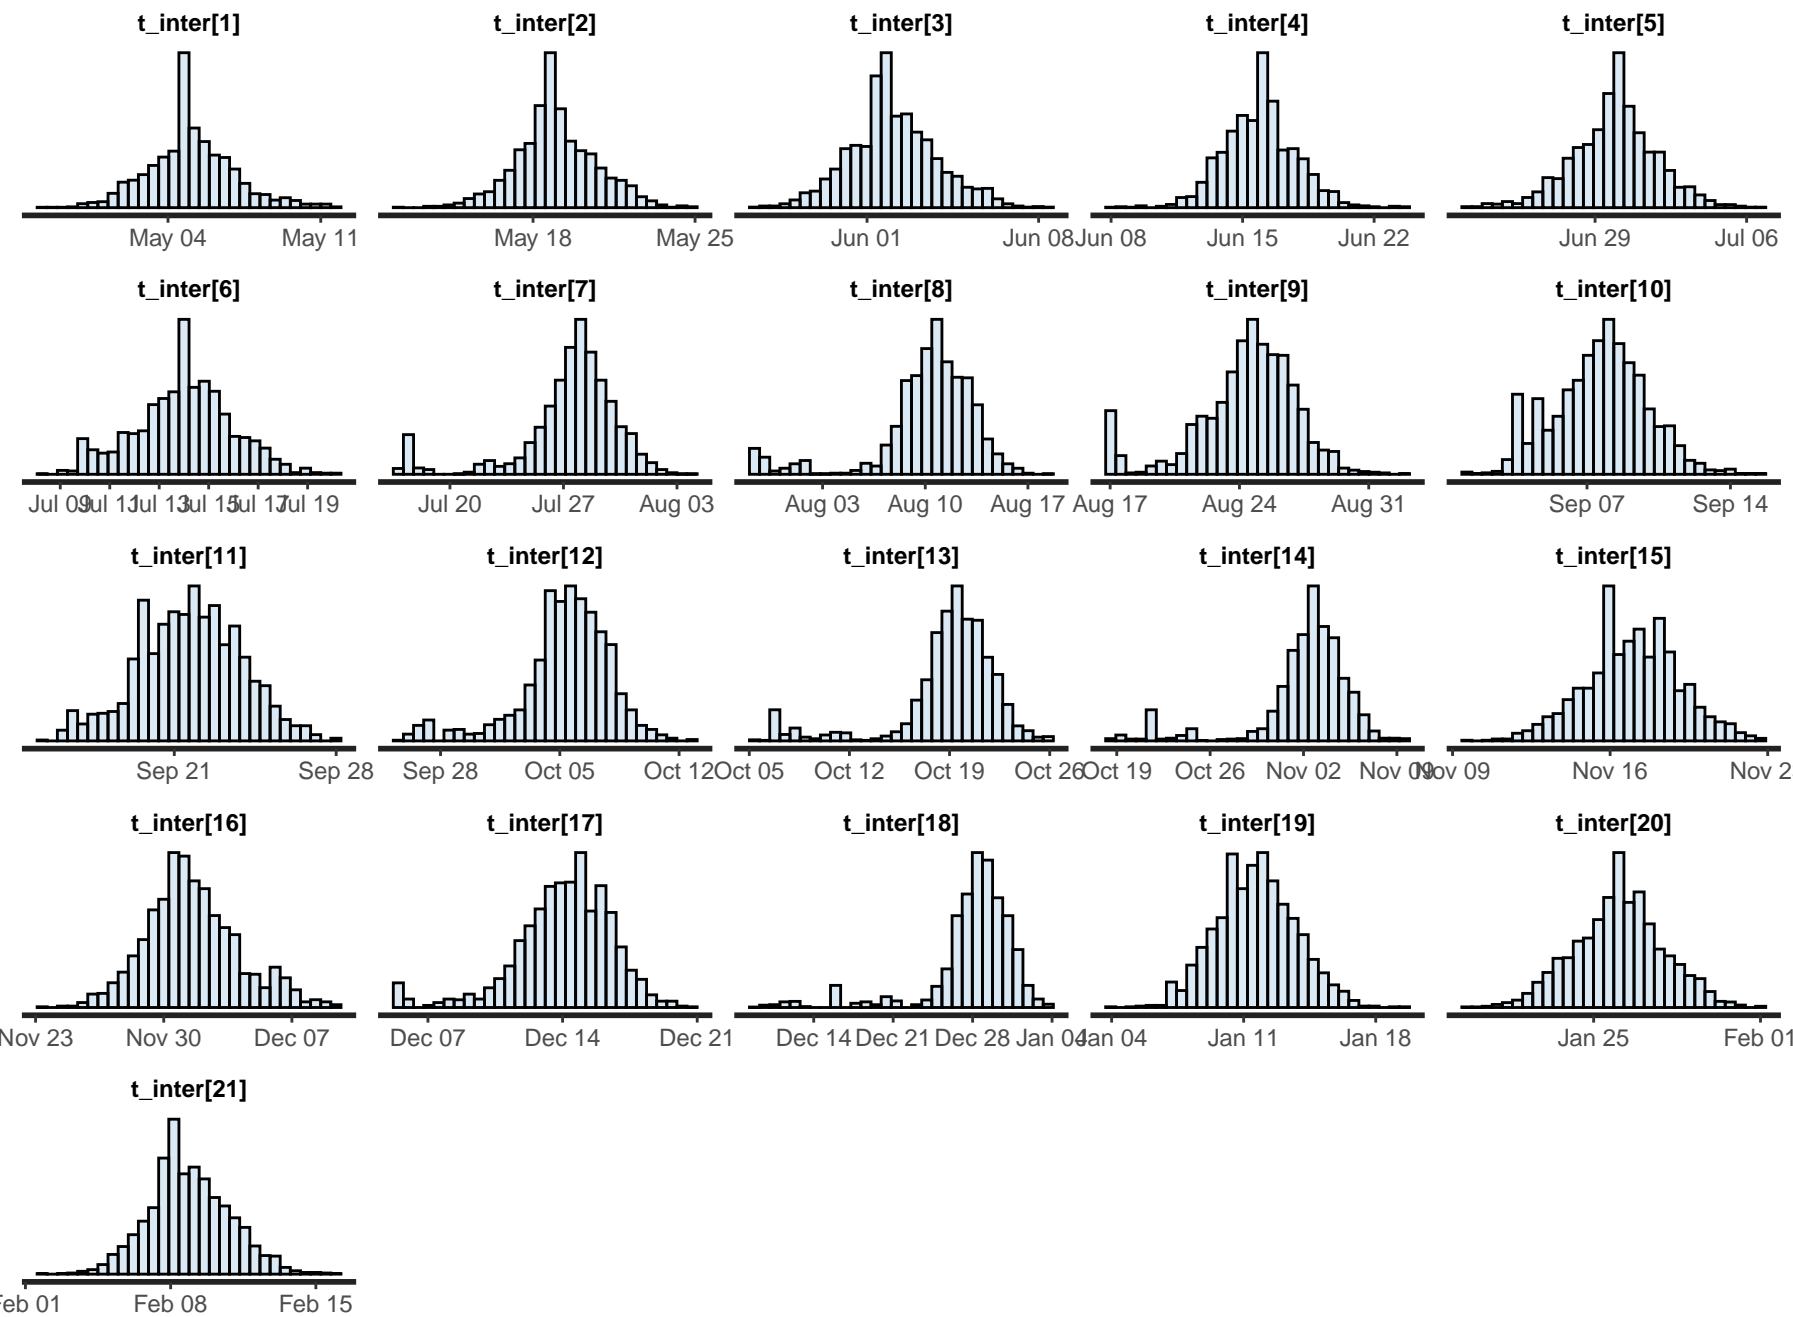 t_inter[1] t_inter[2] t_inter[3] t_inter[4] t_inter[5]
May 04 May 11 May 18 May 25 Jun 01 Jun 08 Jun 08 Jun 15 Jun 22 Jun 29 Jul 06
t_inter[6] t_inter[7] t_inter[8] t_inter[9] t_inter[10]
Jul 09 Jul 11 Jul 13 Jul 15 Jul 17 Jul 19 Jul 20 Jul 27 Aug 03 Aug 03 Aug 10 Aug 17 Aug 17 Aug 24 Aug 31 Sep 07 Sep 14
t_inter[11] t_inter[12] t_inter[13] t_inter[14] t_inter[15]
Sep 21 Sep 28 Sep 28 Oct 05 Oct 12 Oct 05 Oct 12 Oct 19 Oct 26 Oct 19 Oct 26 Nov 02 Nov 09 Nov 09 Nov 16 Nov
t_inter[16] t_inter[17] t_inter[18] t_inter[19] t_inter[20]
Nov 23 Nov 30 Dec 07 Dec 07 Dec 14 Dec 21 Dec 14 Dec 21 Dec 28 Jan 04 Jan 04 Jan 11 Jan 18 Jan 25 Feb 01
t_inter[21]
Feb 01 Feb 08 Feb 15